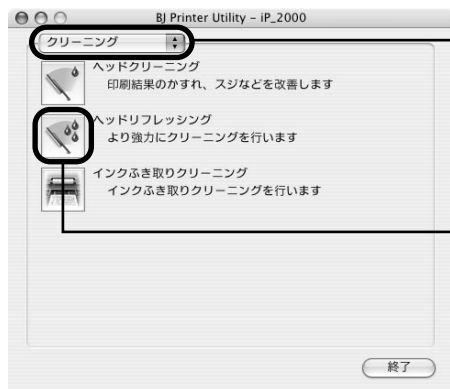 BJ Printer Utility – iP_2000
クリーニング
ヘッドクリーニング
印刷結果のかすれ、スジなどを改善します
ヘッドリフレッシング
より強力にクリーニングを行います
インクふき取りクリーニング
インクふき取りクリーニングを行います
終了